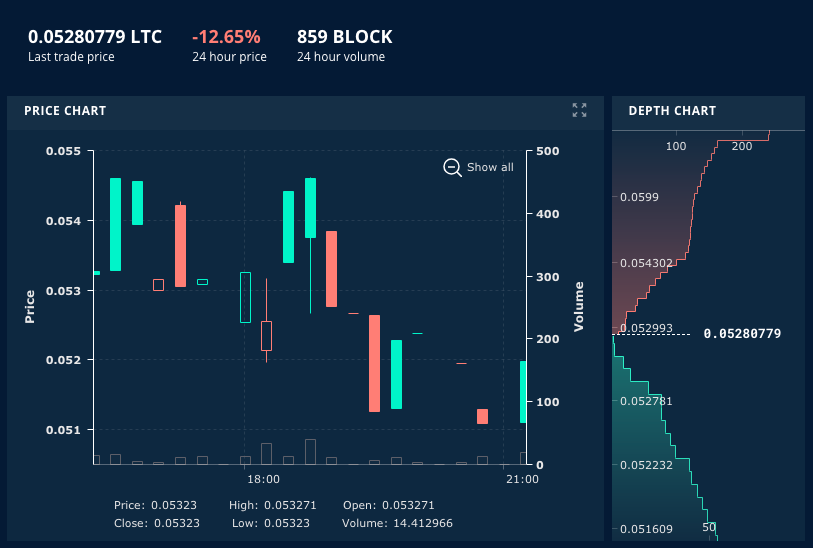 0.05280779 LTC
Last trade price
-12.65%
24 hour price
859 BLOCK
24 hour volume
PRICE CHART
Show all
0.055
0.054
0.053
0.052
0.051
Price
500
400
300
200
100
0
Volume
18:00
21:00
Price: 0.05323 High: 0.053271 Open: 0.053271
Close: 0.05323 Low: 0.05323 Volume: 14.412966
DEPTH CHART
100 200
0.0599
0.054302
0.052993
0.05280779
0.052781
0.052232
0.051609
50